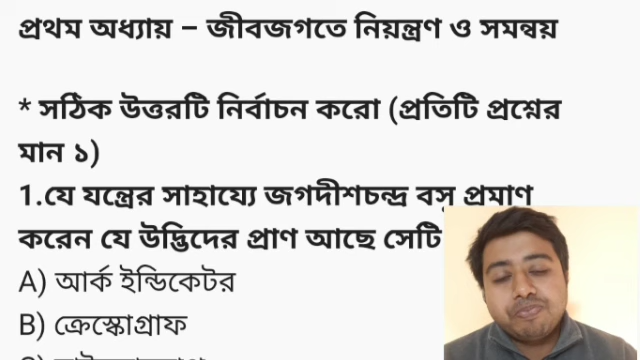 প্রথম অধ্যায় – জীবজগতে নিয়ন্ত্রণ ও সমন্বয়
* সঠিক উত্তরটি নির্বাচন করো (প্রতিটি প্রশ্নের
মান ১)
1.যে যন্ত্রের সাহায্যে জগদীশচন্দ্র বসু প্রমাণ
করেন যে উদ্ভিদের প্রাণ আছে সেটি
A) আর্ক ইন্ডিকেটর
B) ক্রেস্কোগ্রাফ